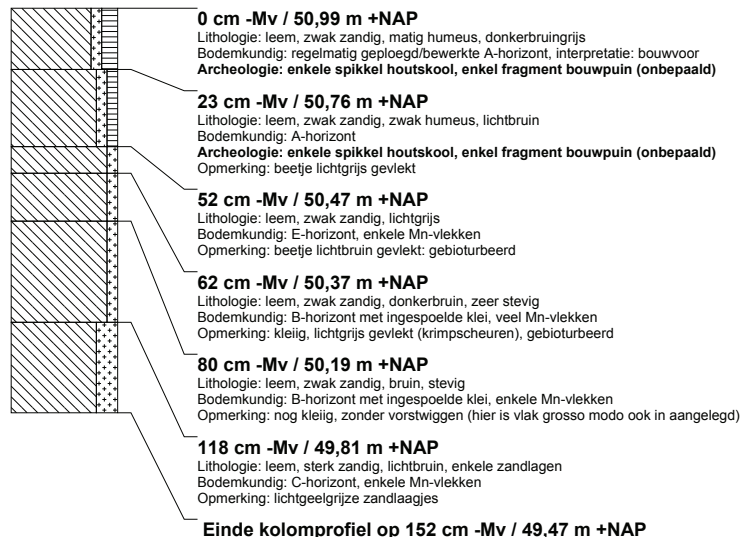 0 cm -Mv / 50,99 m +NAP
Lithologie: leem, zwak zandig, matig humeus, donkerbruingrijs
Bodemkundig: regelmatig geploegd/bewerkte A-horizont, interpretatie: bouwvoor
Archeologie: enkele spikkel houtskool, enkel fragment bouwpuin (onbepaald)
23 cm -Mv / 50,76 m +NAP
Lithologie: leem, zwak zandig, zwak humeus, lichtbruin
Bodemkundig: A-horizont
Archeologie: enkele spikkel houtskool, enkel fragment bouwpuin (onbepaald)
Opmerking: beetje lichtgrijs gevlekt
52 cm -Mv / 50,47 m +NAP
Lithologie: leem, zwak zandig, lichtgrijs
Bodemkundig: E-horizont, enkele Mn-vlekken
Opmerking: beetje lichtbruin gevlekt: gebioturbeerd
62 cm -Mv / 50,37 m +NAP
Lithologie: leem, zwak zandig, donkerbruin, zeer stevig
Bodemkundig: B-horizont met ingespoelde klei, veel Mn-vlekken
Opmerking: kleiig, lichtgrijs gevlekt (krimpscheuren), gebioturbeerd
80 cm -Mv / 50,19 m +NAP
Lithologie: leem, zwak zandig, bruin, stevig
Bodemkundig: B-horizont met ingespoelde klei, enkele Mn-vlekken
Opmerking: nog kleiig, zonder vorstwiggen (hier is vlak grosso modo ook in aangelegd)
118 cm -Mv / 49,81 m +NAP
Lithologie: leem, sterk zandig, lichtbruin, enkele zandlagen
Bodemkundig: C-horizont, enkele Mn-vlekken
Opmerking: lichtgeelgrijze zandlaagjes
Einde kolomprofiel op 152 cm -Mv / 49,47 m +NAP